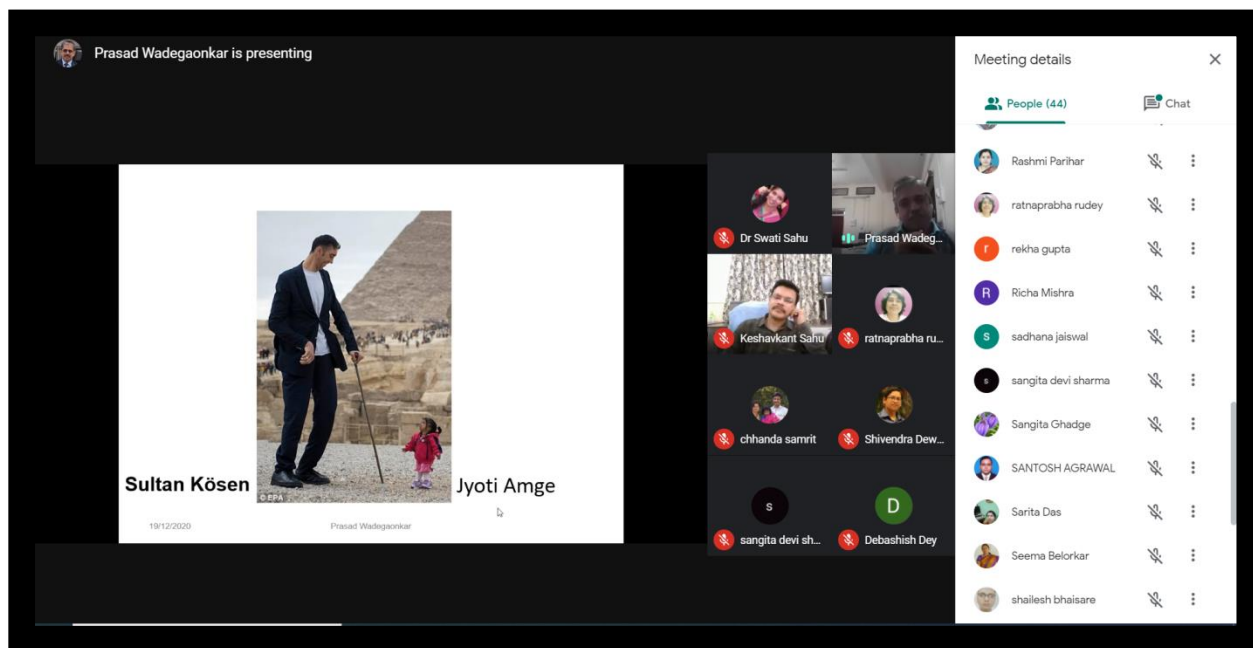 Prasad Wadegaonkar is presenting
Sultan Kösen
Jyoti Amge
© EPA
19/12/2020
Prasad Wadegaonkar
Dr Swati Sahu
Prasad Wadeg...
Keshavkant Sahu
ratnaprabha ru...
chhanda samrit
Shivendra Dew...
s
sangita devi sh...
D
Debashish Dey
Meeting details
People (44)
Chat
Rashmi Parihar
ratnaprabha rudey
r
rekha gupta
R
Richa Mishra
s
sadhana jaiswal
s
sangita devi sharma
Sangita Ghadge
SANTOSH AGRAWAL
Sarita Das
Seema Belorkar
shailesh bhaisare